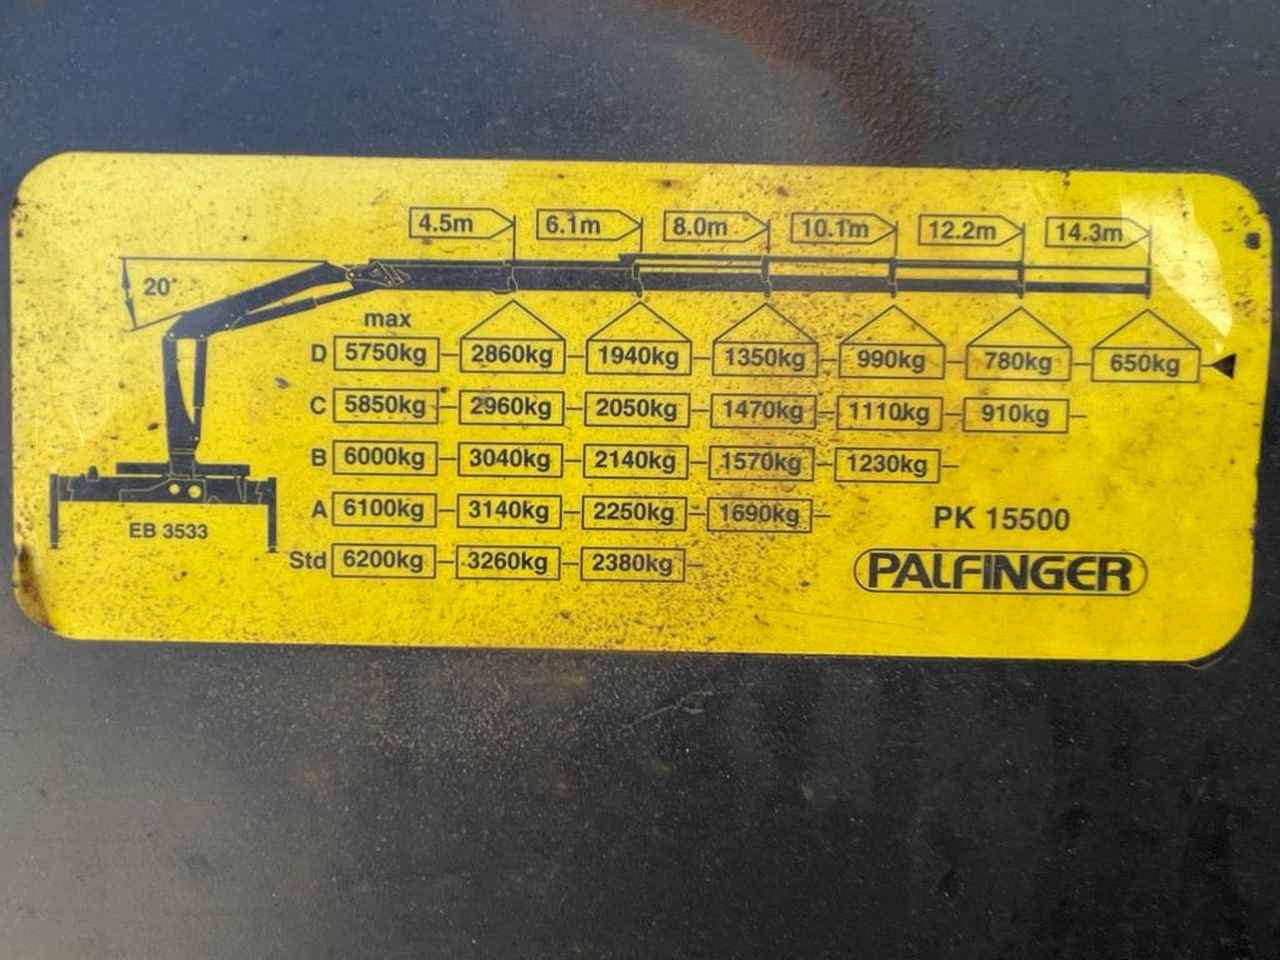 4.5m 6.1m 8.0m 10.1m 12.2m 14.3m
20°
max
D 5750kg 2860kg 1940kg 1350kg 990kg 780kg 650kg
C 5850kg 2960kg 2050kg 1470kg 1110kg 910kg
B 6000kg 3040kg 2140kg 1570kg 1230kg
A 6100kg 3140kg 2250kg 1690kg
EB 3533
PK 15500
Std 6200kg 3260kg 2380kg
PALFINGER